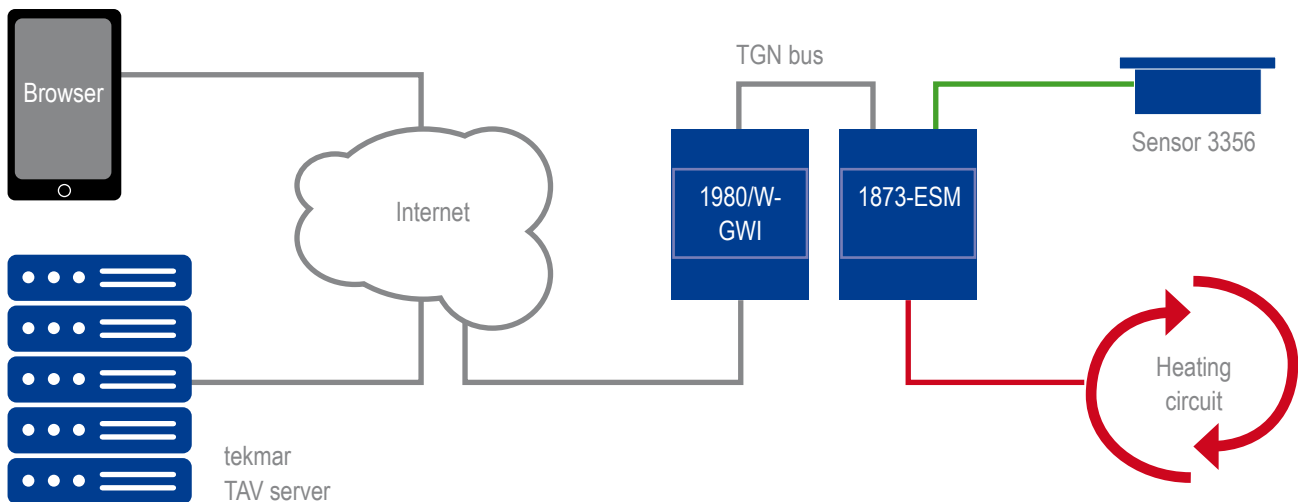 Browser
TGN bus
Sensor 3356
Internet
1980/W-
GWI
1873-ESM
Heating
circuit
tekmar
TAV server